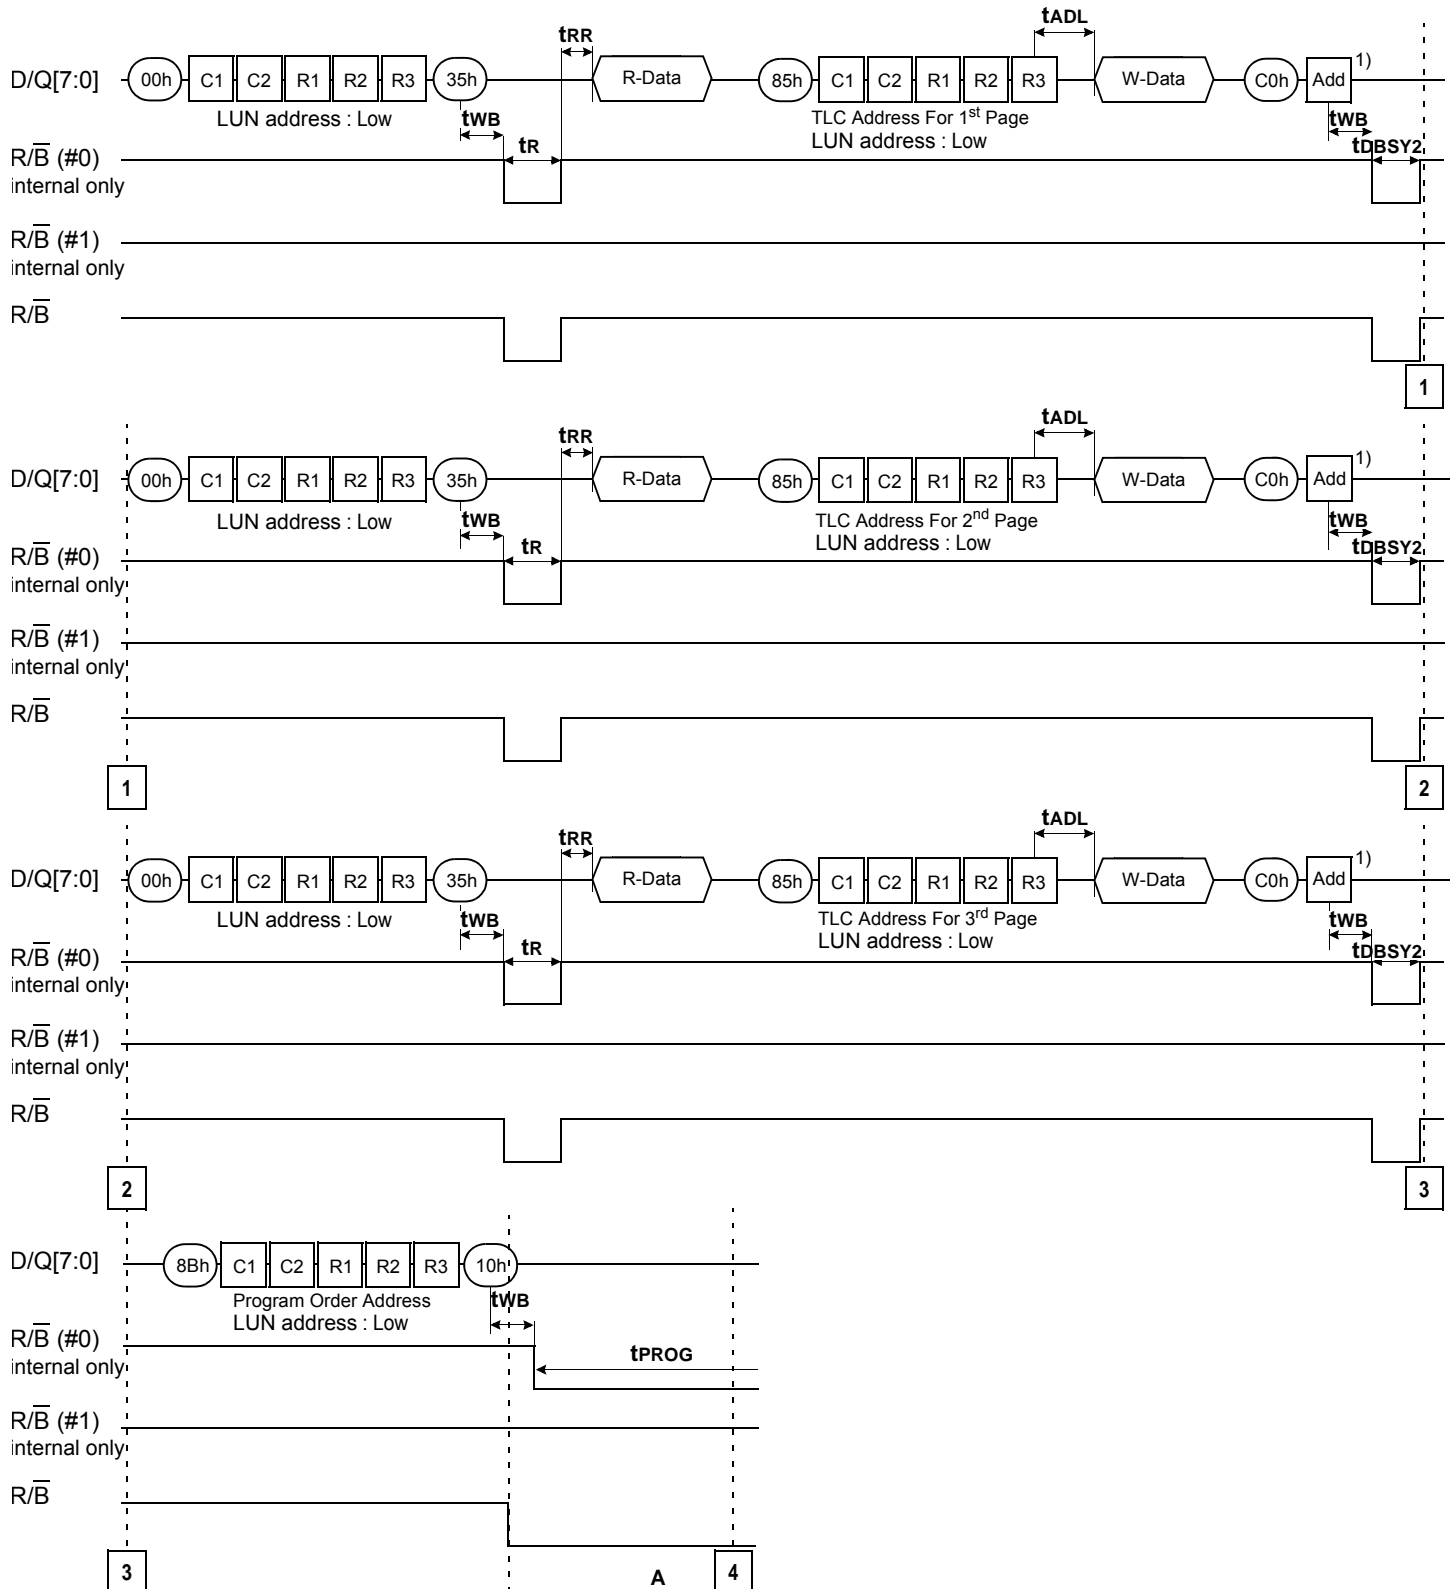 tRR tADL
D/Q[7:0] 00h C1 C2 R1 R2 R3 35h R-Data 85h C1 C2 R1 R2 R3 W-Data C0h Add 1)
LUN address : Low tWB TLC Address For 1st Page tWB
LUN address : Low
R/B (#0) tR tDBSY2
internal only
R/B (#1)
internal only
R/B
1
tRR tADL
D/Q[7:0] 00h C1 C2 R1 R2 R3 35h R-Data 85h C1 C2 R1 R2 R3 W-Data C0h Add 1)
LUN address : Low tWB TLC Address For 2nd Page tWB
LUN address : Low
R/B (#0) tR tDBSY2
internal only
R/B (#1)
internal only
R/B
1 2
tRR tADL
D/Q[7:0] 00h C1 C2 R1 R2 R3 35h R-Data 85h C1 C2 R1 R2 R3 W-Data C0h Add 1)
LUN address : Low tWB TLC Address For 3rd Page tWB
LUN address : Low
R/B (#0) tR tDBSY2
internal only
R/B (#1)
internal only
R/B
2 3
D/Q[7:0] 8Bh C1 C2 R1 R2 R3 10h
Program Order Address tWB
LUN address : Low
R/B (#0) tPROG
internal only
R/B (#1)
internal only
R/B
3 A 4